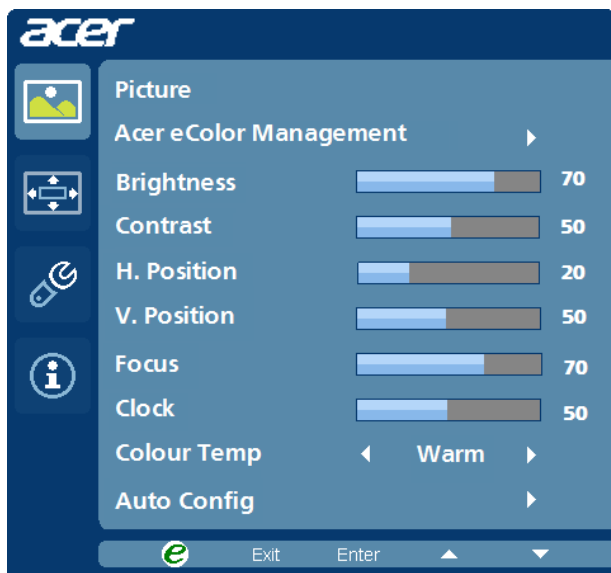 acer
Picture
Acer eColor Management
Brightness 70
Contrast 50
H. Position 20
V. Position 50
Focus 70
Clock 50
Colour Temp Warm
Auto Config
e Exit Enter